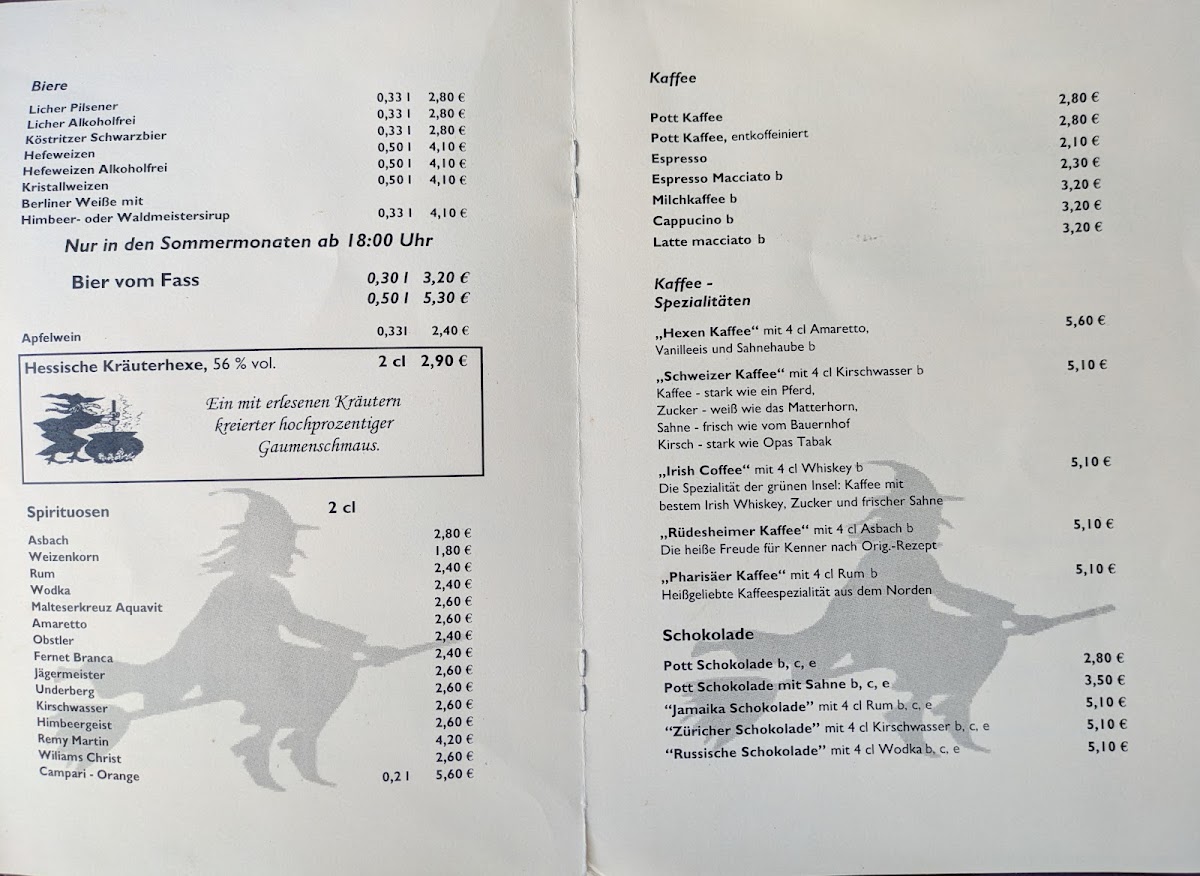 Biere
Licher Pilsener 0,33 l 2,80 €
Licher Alkoholfrei 0,33 l 2,80 €
Köstritzer Schwarzbier 0,33 l 2,80 €
Hefeweizen 0,50 l 4,10 €
Hefeweizen Alkoholfrei 0,50 l 4,10 €
Kristallweizen 0,50 l 4,10 €
Berliner Weiße mit
Himbeer- oder Waldmeistersirup 0,33 l 4,10 €
Nur in den Sommermonaten ab 18:00 Uhr
Bier vom Fass 0,30 l 3,20 €
0,50 l 5,30 €
Apfelwein 0,33l 2,40 €
Hessische Kräuterhexe, 56 % vol. 2 cl 2,90 €
Ein mit erlesenen Kräutern
kreierter hochprozentiger
Gaumenschmaus.
Spirituosen 2 cl
Asbach 2,80 €
Weizenkorn 1,80 €
Rum 2,40 €
Wodka 2,40 €
Malteserkreuz Aquavit 2,60 €
Amaretto 2,60 €
Obstler 2,40 €
Fernet Branca 2,40 €
Jägermeister 2,60 €
Underberg 2,60 €
Kirschwasser 2,60 €
Himbeergeist 2,60 €
Remy Martin 4,20 €
Wiliams Christ 2,60 €
Campari - Orange 0,2 l 5,60 €
Kaffee
Pott Kaffee 2,80 €
Pott Kaffee, entkoffeiniert 2,80 €
Espresso 2,10 €
Espresso Macciato b 2,30 €
Milchkaffee b 3,20 €
Cappucino b 3,20 €
Latte macciato b 3,20 €
Kaffee -
Spezialitäten
„Hexen Kaffee“ mit 4 cl Amaretto, 5,60 €
Vanilleeis und Sahnehaube b
„Schweizer Kaffee“ mit 4 cl Kirschwasser b 5,10 €
Kaffee - stark wie ein Pferd,
Zucker - weiß wie das Matterhorn,
Sahne - frisch wie vom Bauernhof
Kirsch - stark wie Opas Tabak
„Irish Coffee“ mit 4 cl Whiskey b 5,10 €
Die Spezialität der grünen Insel: Kaffee mit
bestem Irish Whiskey, Zucker und frischer Sahne
„Rüdesheimer Kaffee“ mit 4 cl Asbach b 5,10 €
Die heiße Freude für Kenner nach Orig.-Rezept
„Pharisäer Kaffee“ mit 4 cl Rum b 5,10 €
Heißgeliebte Kaffeespezialität aus dem Norden
Schokolade
Pott Schokolade b, c, e 2,80 €
Pott Schokolade mit Sahne b, c, e 3,50 €
“Jamaika Schokolade” mit 4 cl Rum b, c, e 5,10 €
“Züricher Schokolade” mit 4 cl Kirschwasser b, c, e 5,10 €
“Russische Schokolade” mit 4 cl Wodka b, c, e 5,10 €